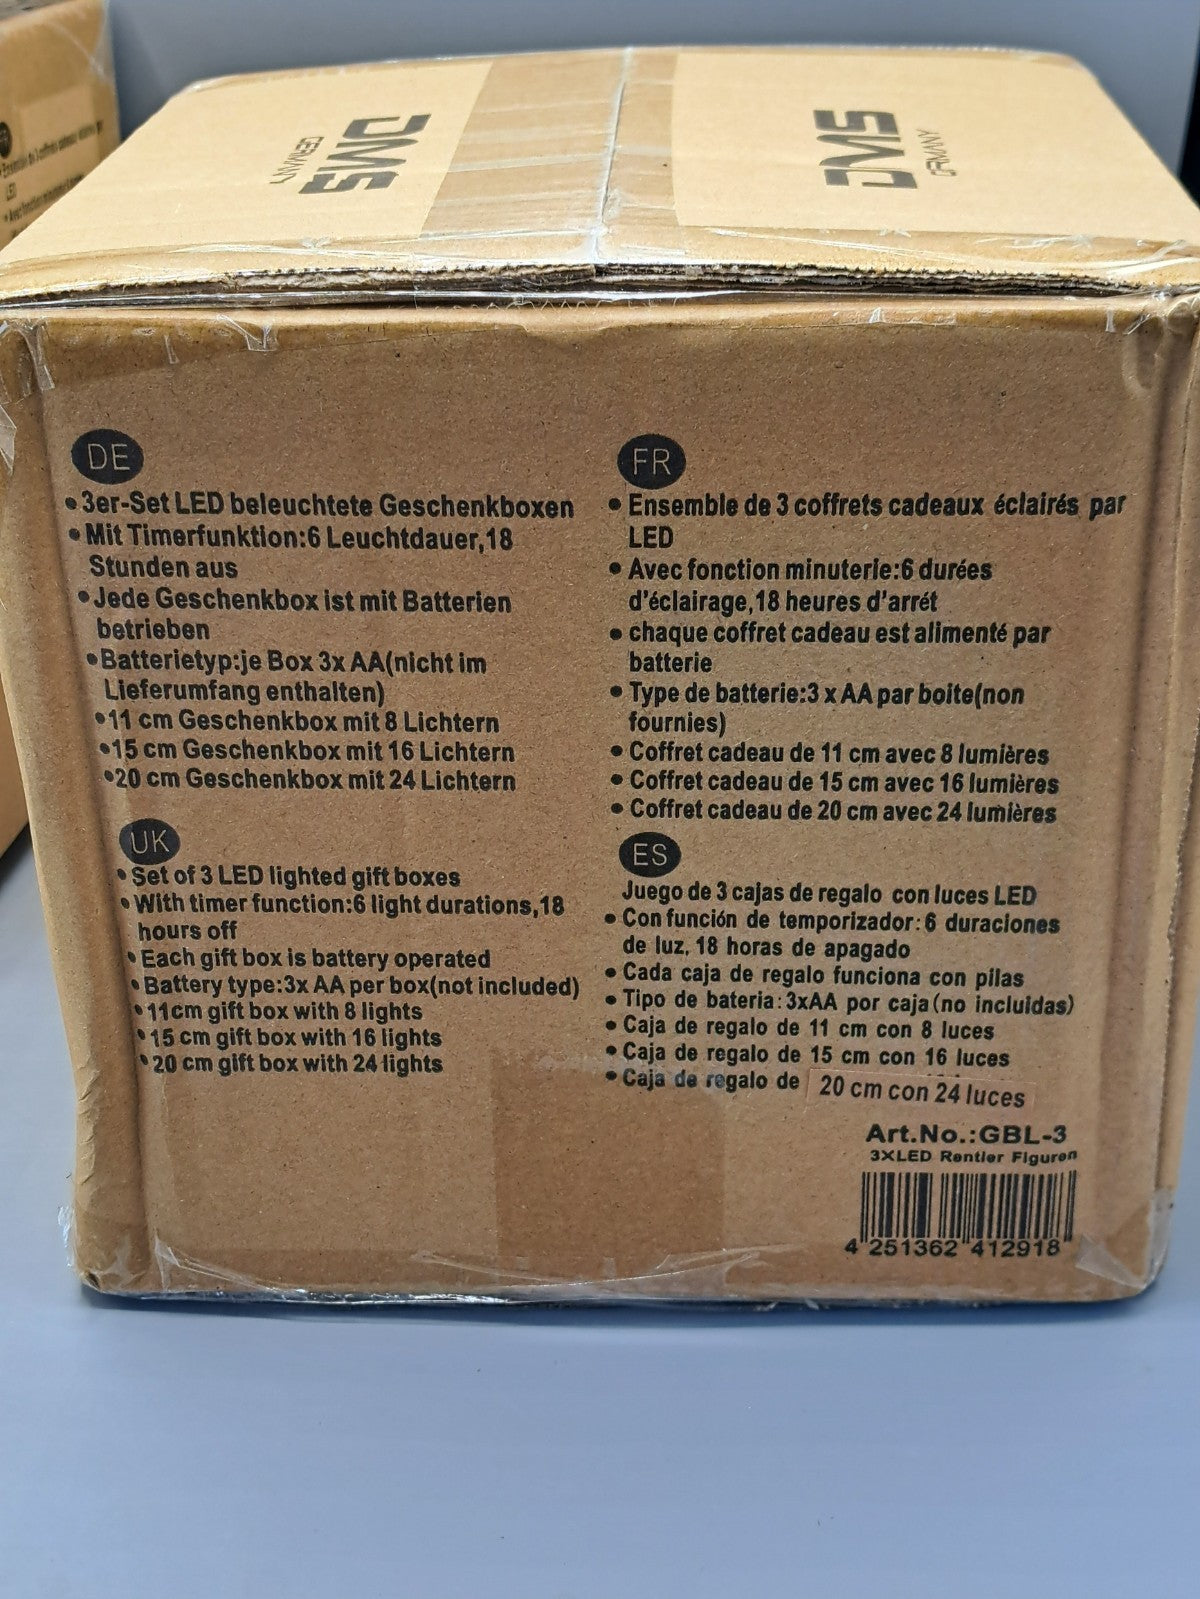 DMS
GERMANY
DMS
GRMANY
DE
•3er-Set LED beleuchtete Geschenkboxen
•Mit Timerfunktion:6 Leuchtdauer,18
Stunden aus
•Jede Geschenkbox ist mit Batterien
betrieben
•Batterietyp:je Box 3x AA(nicht im
Lieferumfang enthalten)
•11 cm Geschenkbox mit 8 Lichtern
•15 cm Geschenkbox mit 16 Lichtern
•20 cm Geschenkbox mit 24 Lichtern
UK
•Set of 3 LED lighted gift boxes
•With timer function:6 light durations,18
hours off
•Each gift box is battery operated
•Battery type:3x AA per box(not included)
•11cm gift box with 8 lights
•15 cm gift box with 16 lights
•20 cm gift box with 24 lights
FR
•Ensemble de 3 coffrets cadeaux éclairés par
LED
•Avec fonction minuterie:6 durées
d'éclairage,18 heures d'arrét
•chaque coffret cadeau est alimenté par
batterie
•Type de batterie:3 x AA par boite(non
fournies)
•Coffret cadeau de 11 cm avec 8 lumières
•Coffret cadeau de 15 cm avec 16 lumières
•Coffret cadeau de 20 cm avec 24 lumières
ES
Juego de 3 cajas de regalo con luces LED
•Con función de temporizador: 6 duraciones
de luz, 18 horas de apagado
•Cada caja de regalo funciona con pilas
•Tipo de bateria: 3xAA por caja(no incluidas)
•Caja de regalo de 11 cm con 8 luces
•Caja de regalo de 15 cm con 16 luces
•Caja de regalo de 20 cm con 24 luces
Art.No.:GBL-3
3XLED Rentier Figuren
4 251362 412918